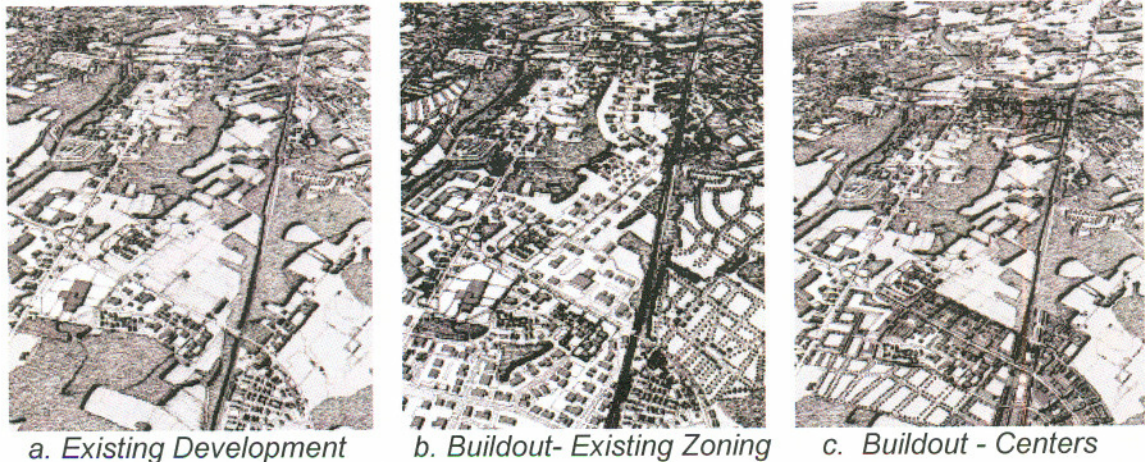 a. Existing Development
b. Buildout- Existing Zoning
c. Buildout - Centers